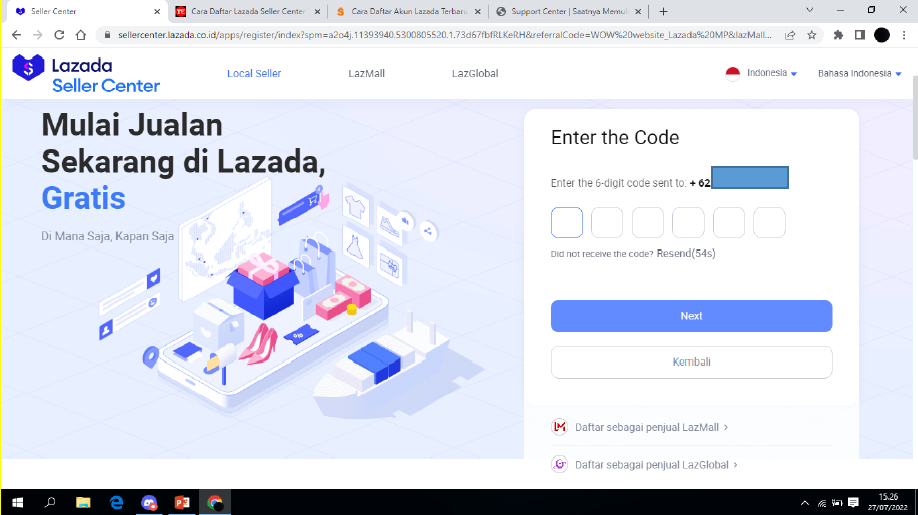 Seller Center
Cara Daftar Lazada Seller Center
Cara Daftar Akun Lazada Terbaru
Support Center | Saatnya Memul
sellercenter.lazada.co.id/apps/register/index?spm=a2o4j.11393940.5300805520.1.73d67fbfRLKeRH&referralCode=WOW%20website_Lazada%20MP&lazMall...
Lazada
Seller Center
Local Seller
LazMall
LazGlobal
Indonesia
Bahasa Indonesiia
Mulai Jualan
Sekarang di Lazada,
Gratis
Di Mana Saja, Kapan Saja
Enter the Code
Enter the 6-digit code sent to: + 62
Did not receive the code? Resend(54s)
Next
Kembali
Daftar sebagai penjual LazMall >
Daftar sebagai penjual LazGlobal >
15.26
27/07/2022